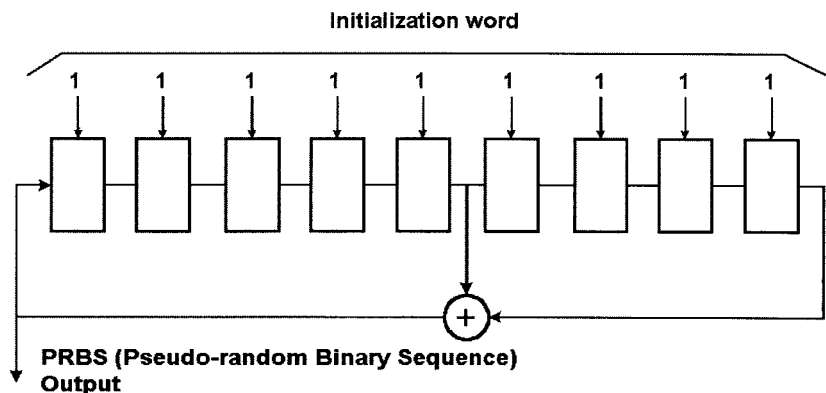 Initialization word
1 1 1 1 1 1 1 1 1
+
PRBS (Pseudo-random Binary Sequence)
Output